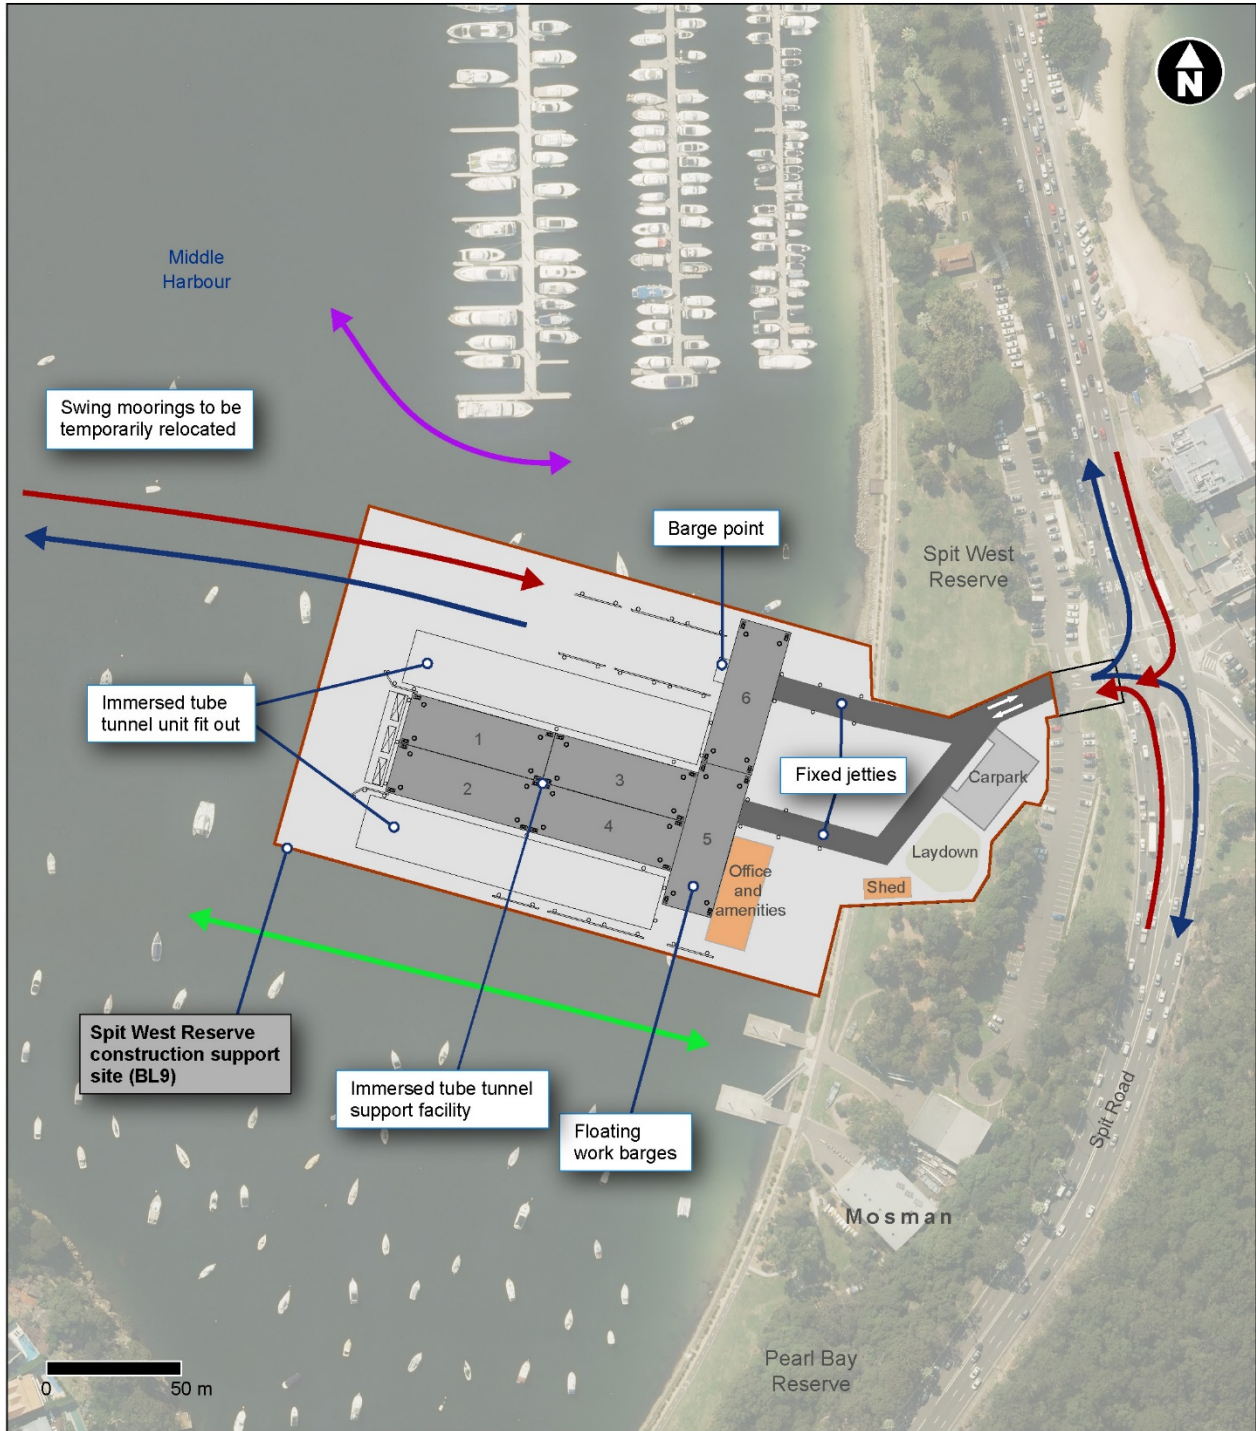 N
Middle
Harbour
Swing moorings to be
temporarily relocated
Barge point
Spit West
Reserve
Immersed tube
tunnel unit fit out
6
1
3
Fixed jetties
Carpark
2
4
5
Laydown
Office
and
amenities
Shed
Spit West Reserve
construction support
site (BL9)
Immersed tube tunnel
support facility
Floating
work barges
Spit Road
Mosman
Pearl Bay
Reserve
0
50 m